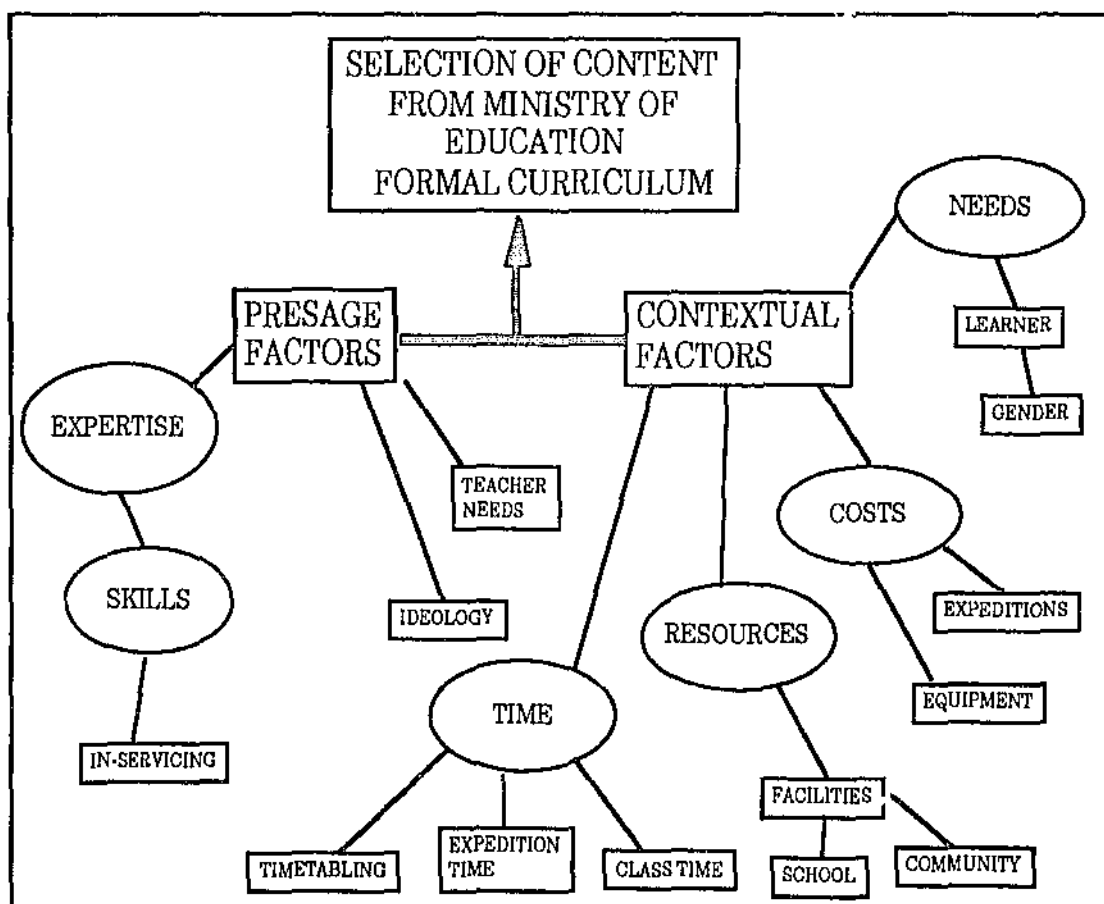 SELECTION OF CONTENT
FROM MINISTRY OF
EDUCATION
FORMAL CURRICULUM
NEEDS
PRESAGE
FACTORS
CONTEXTUAL
FACTORS
LEARNER
GENDER
EXPERTISE
TEACHER
NEEDS
COSTS
SKILLS
IDEOLOGY
RESOURCES
EXPEDITIONS
TIME
EQUIPMENT
IN-SERVICING
FACILITIES
TIMETABLING
EXPEDITION
TIME
CLASS TIME
SCHOOL
COMMUNITY